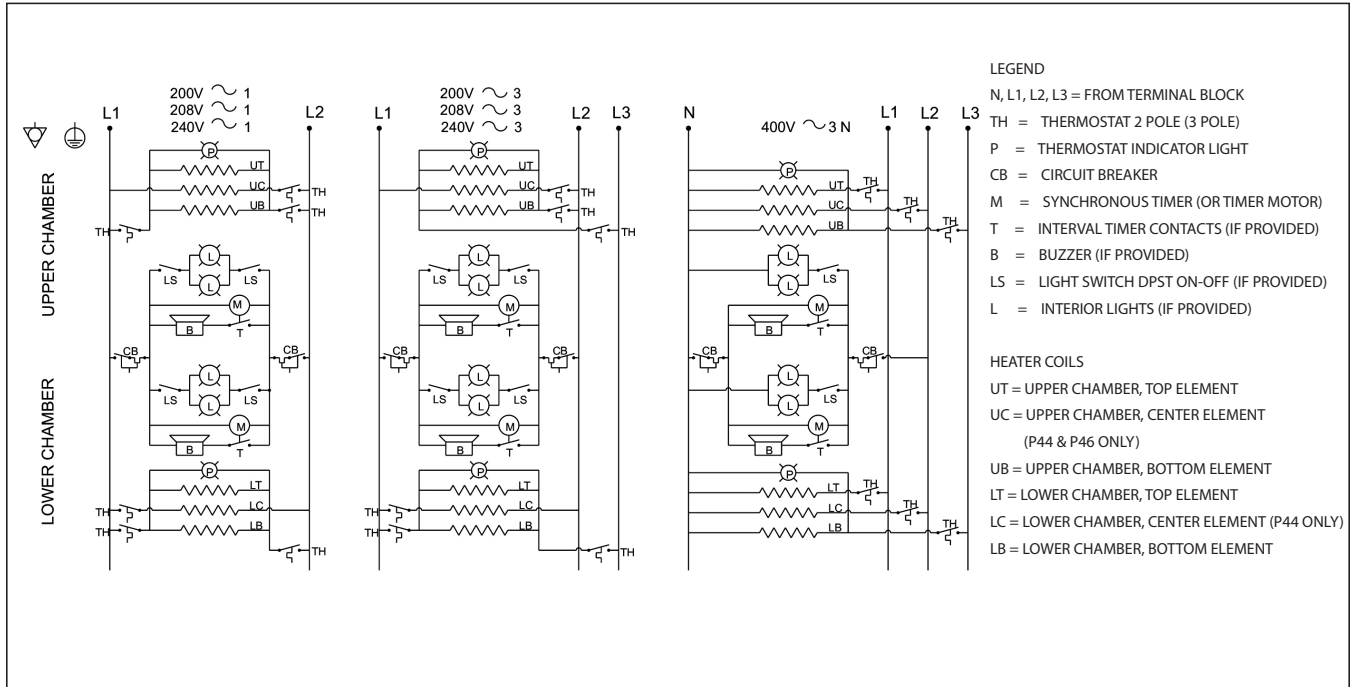 200V 1
208V 1
240V 1
L1 L2
UPPER CHAMBER
LOWER CHAMBER
P
UT
UC TH
UB TH
TH
L
LS LS
L
M
B T
CB CB
L
LS LS
L
M
B T
P
LT
TH LC
TH LB
TH
200V 3
208V 3
240V 3
L1 L2 L3
P
UT
UC TH
UB TH
TH
L
LS LS
L
M
B T
CB CB
L
LS LS
L
M
B T
P
LT
TH LC
TH LB
TH
N L1 L2 L3
400V 3 N
P
UT TH
UC TH
UB TH
L
LS
L
M
B T
CB CB
L
LS
L
M
B T
P
LT TH
LC TH
LB TH
LEGEND
N, L1, L2, L3 = FROM TERMINAL BLOCK
TH = THERMOSTAT 2 POLE (3 POLE)
P = THERMOSTAT INDICATOR LIGHT
CB = CIRCUIT BREAKER
M = SYNCHRONOUS TIMER (OR TIMER MOTOR)
T = INTERVAL TIMER CONTACTS (IF PROVIDED)
B = BUZZER (IF PROVIDED)
LS = LIGHT SWITCH DPST ON-OFF (IF PROVIDED)
L = INTERIOR LIGHTS (IF PROVIDED)
HEATER COILS
UT = UPPER CHAMBER, TOP ELEMENT
UC = UPPER CHAMBER, CENTER ELEMENT
(P44 & P46 ONLY)
UB = UPPER CHAMBER, BOTTOM ELEMENT
LT = LOWER CHAMBER, TOP ELEMENT
LC = LOWER CHAMBER, CENTER ELEMENT (P44 ONLY)
LB = LOWER CHAMBER, BOTTOM ELEMENT